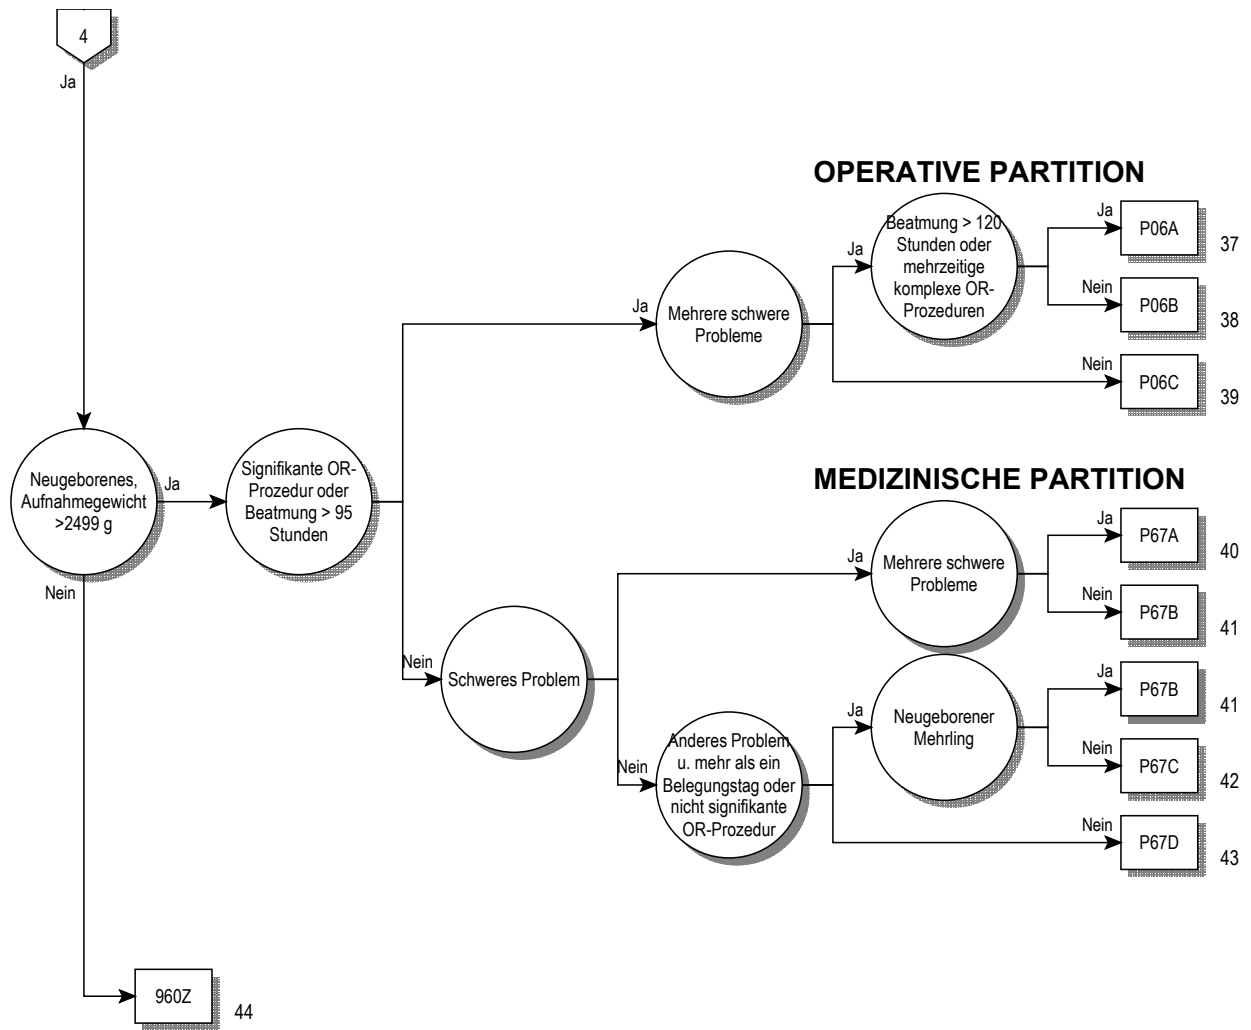 4
Ja
OPERATIVE PARTITION
Beatmung > 120
Stunden oder
mehrzeitige
komplexe OR-
Prozeduren
Ja
P06A
37
Ja
Nein
P06B
38
Ja
Mehrere schwere
Probleme
Nein
P06C
39
Neugeborenes,
Aufnahmegewicht
>2499 g
Ja
Signifikante OR-
Prozedur oder
Beatmung > 95
Stunden
MEDIZINISCHE PARTITION
Ja
Mehrere schwere
Probleme
Ja
P67A
40
Nein
P67B
41
Nein
Nein
Schweres Problem
Ja
P67B
41
Ja
Neugeborener
Mehrling
Nein
P67C
42
Nein
Anderes Problem
u. mehr als ein
Belegungstag oder
nicht signifikante
OR-Prozedur
Nein
P67D
43
960Z
44